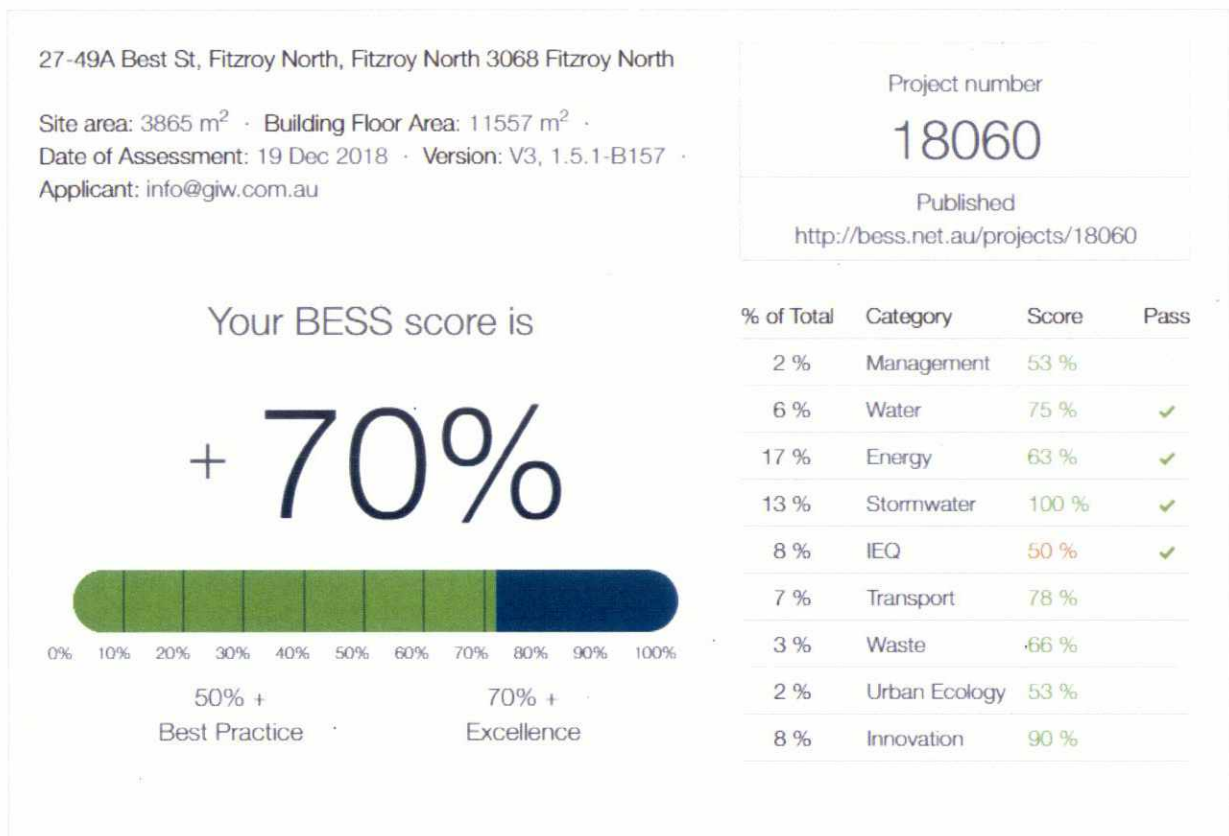 27-49A Best St, Fitzroy North, Fitzroy North 3068 Fitzroy North
Site area: 3865 m² · Building Floor Area: 11557 m² ·
Date of Assessment: 19 Dec 2018 · Version: V3, 1.5.1-B157 ·
Applicant: info@giw.com.au
Project number
18060
Published
http://bess.net.au/projects/18060
Your BESS score is
+ 70%
0% 10% 20% 30% 40% 50% 60% 70% 80% 90% 100%
50% +
Best Practice
70% +
Excellence
% of Total Category Score Pass
2 % Management 53 %
6 % Water 75 % ✓
17 % Energy 63 % ✓
13 % Stormwater 100 % ✓
8 % IEQ 50 % ✓
7 % Transport 78 %
3 % Waste 66 %
2 % Urban Ecology 53 %
8 % Innovation 90 %